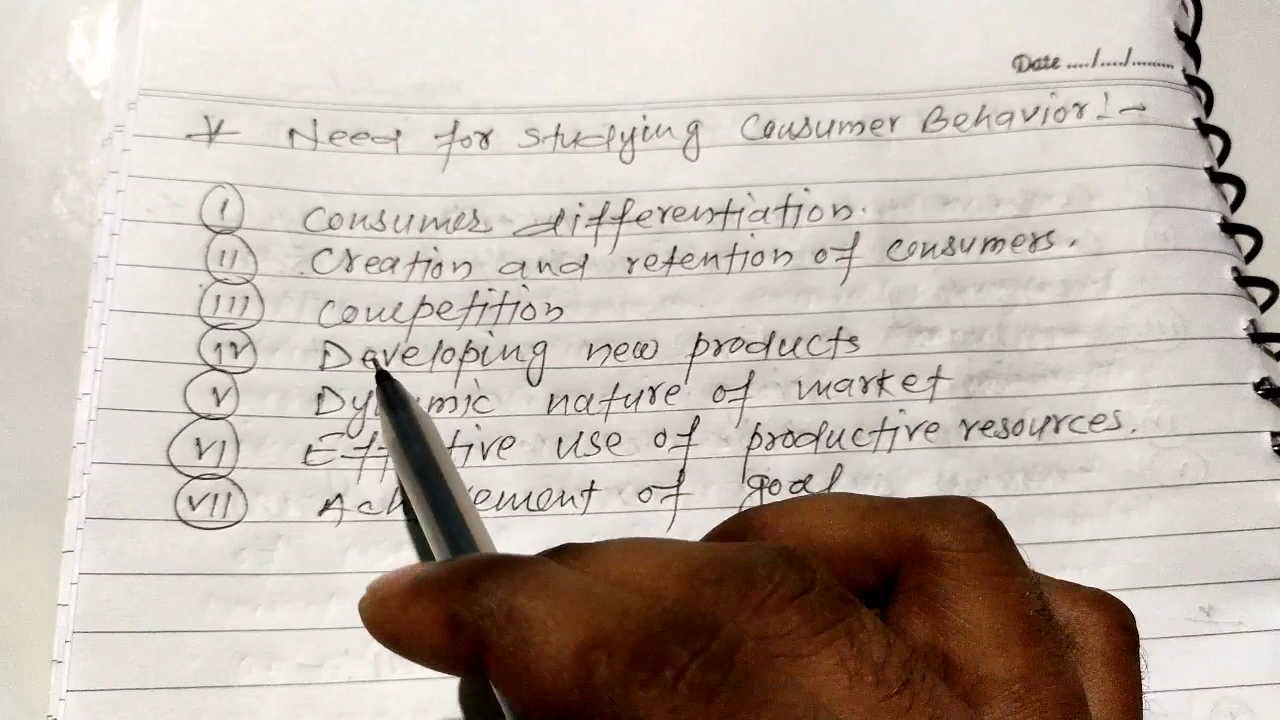 Date ..../..../.........
* Need for studying Consumer Behavior:-
(I) Consumer differentiation.
(II) Creation and retention of consumers.
(III) Competition
(IV) Developing new products
(V) nature of market
(VI) use of productive resources.
(VII) of goal